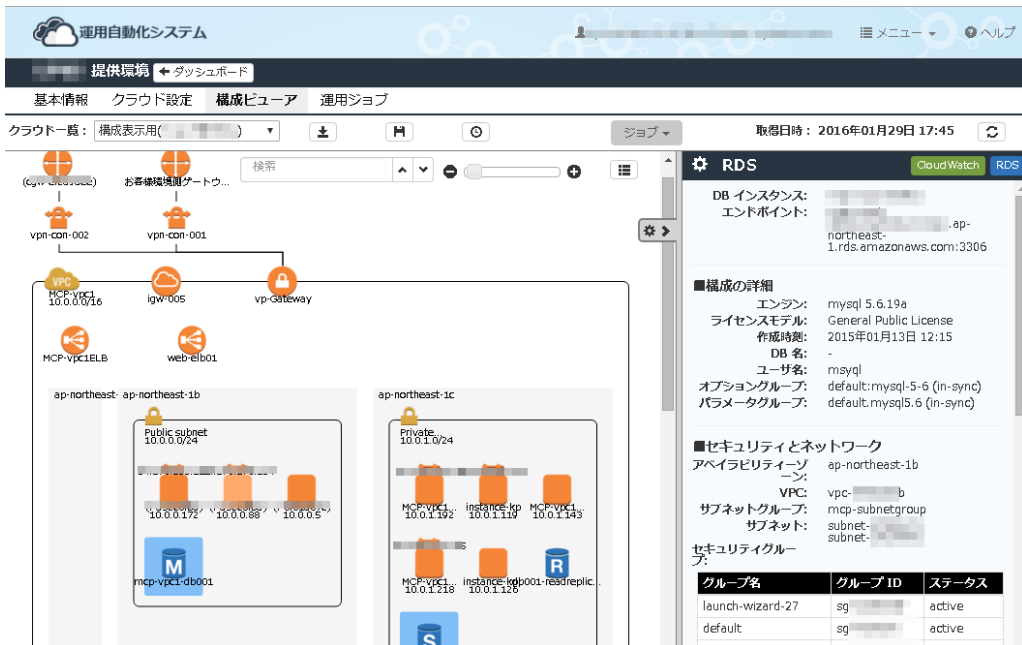 運用自動化システム
メニュー
ヘルプ
提供環境
ダッシュボード
基本情報 クラウド設定 構成ビューア 運用ジョブ
クラウド一覧： 構成表示用( )
ジョブ
取得日時： 2016年01月29日 17:45
検索
お客様環境側ゲートウ...
vpn-con-002
vpn-con-001
VPC
MCP-vpc1
10.0.0.0/16
igw-005
vp-Gateway
MCP-vpc1ELB
web-elb01
ap-northeast-
ap-northeast-1b
ap-northeast-1c
Public subnet
10.0.0.0/24
Private
10.0.1.0/24
10.0.0.172
10.0.0.88
10.0.0.5
MCP-vpc1...
10.0.1.192
instance-kp
10.0.1.119
MCP-vpc1...
10.0.1.143
M
mcp-vpc1-db001
MCP-vpc1...
10.0.1.218
10.0.1.126
R
db001-readreplic...
S
RDS
CloudWatch
RDS
DB インスタンス:
エンドポイント:
.ap-
northeast-
1.rds.amazonaws.com:3306
■構成の詳細
エンジン: mysql 5.6.19a
ライセンスモデル: General Public License
作成時刻: 2015年01月13日 12:15
DB 名: -
ユーザ名: msyql
オプショングループ: default:mysql-5-6 (in-sync)
パラメータグループ: default.mysql5.6 (in-sync)
■セキュリティとネットワーク
アベイラビリティーゾーン: ap-northeast-1b
VPC: vpc- b
サブネットグループ: mcp-subnetgroup
サブネット: subnet-
subnet-
セキュリティグループ:
グループ名 グループ ID ステータス
launch-wizard-27 sg active
default sg active